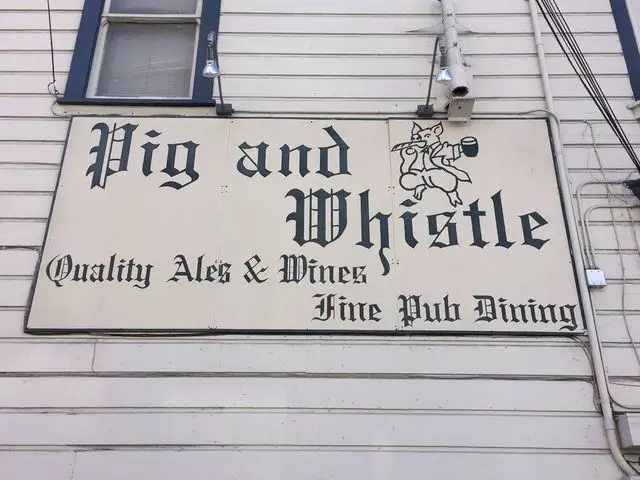 Pig and
Whistle
Quality Ales & Wines
Fine Pub Dining